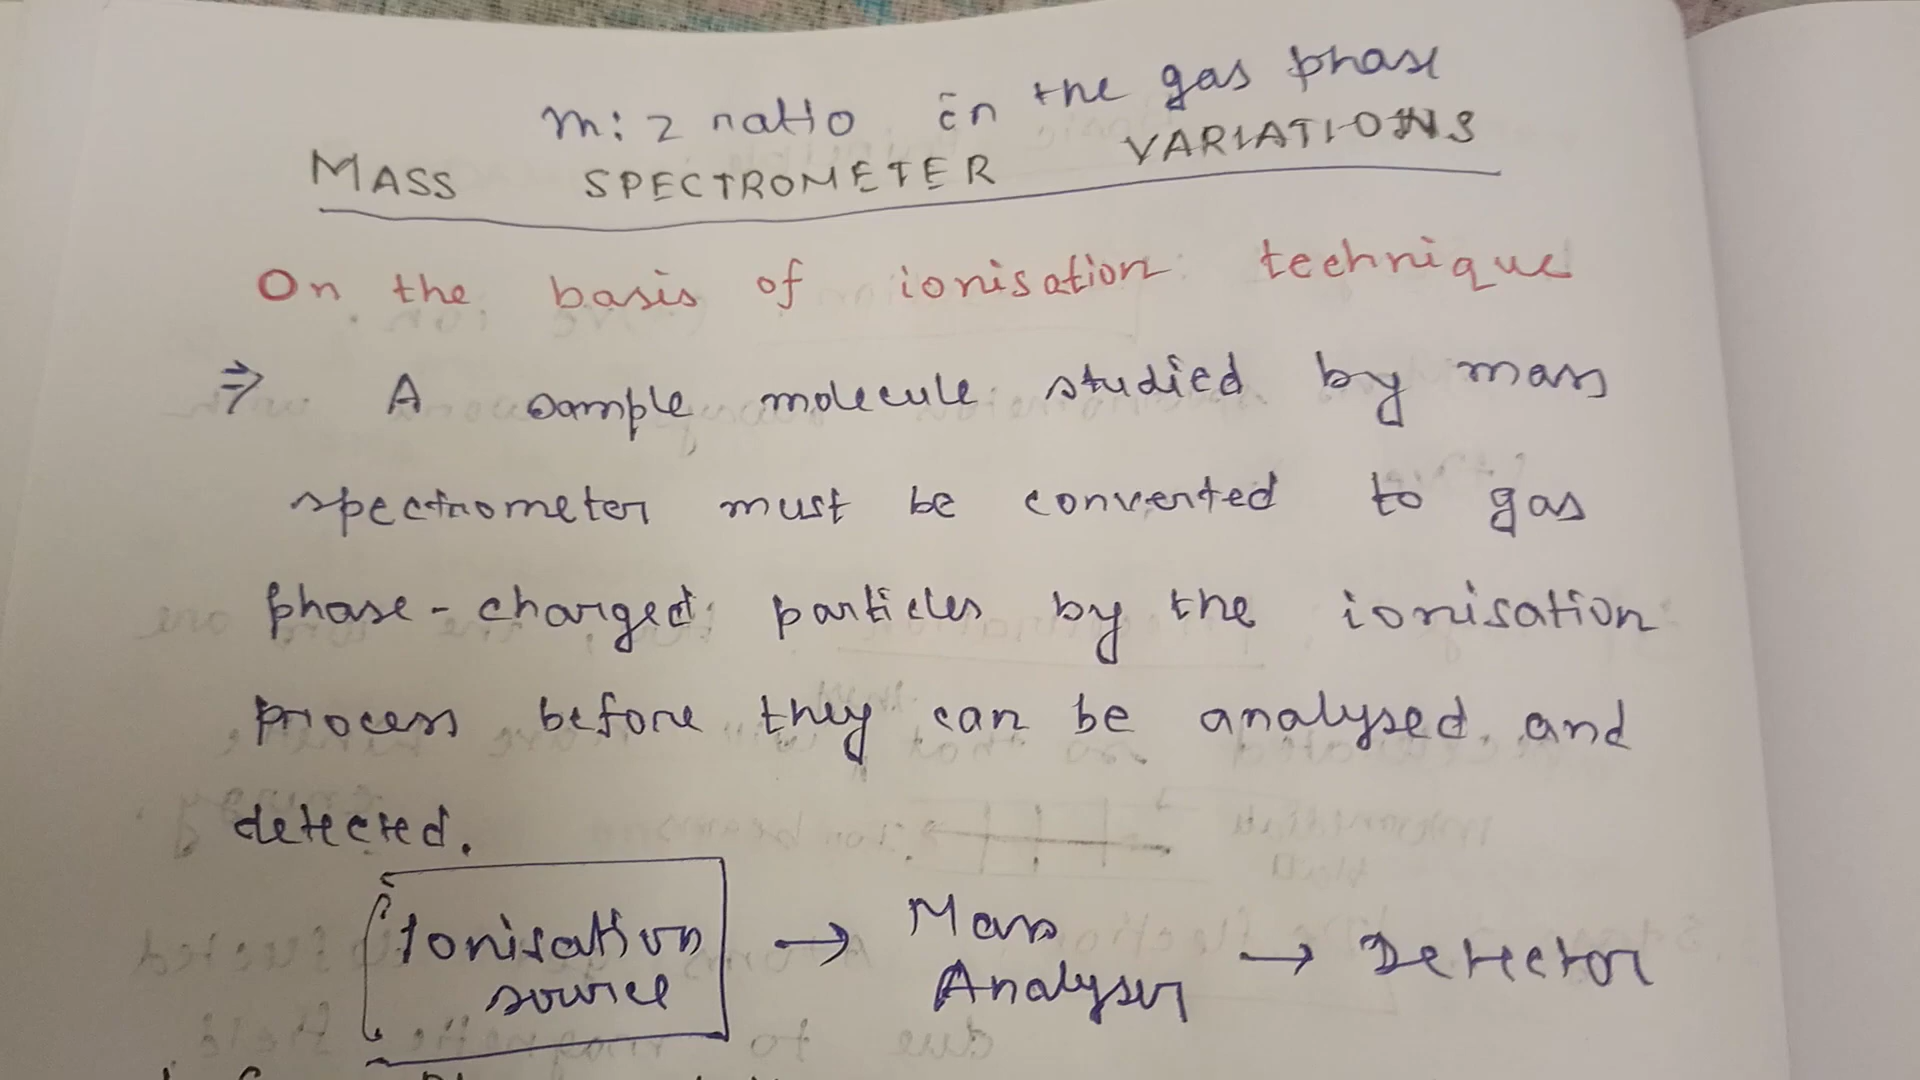 m:z ratio in the gas phase
MASS SPECTROMETER VARIATIONS
On the basis of ionisation technique
⇒ A sample molecule studied by mass
spectrometer must be converted to gas
phase-charged particles by the ionisation
process before they can be analysed and
detected.
Ionisation source → Mass Analyser → Detector